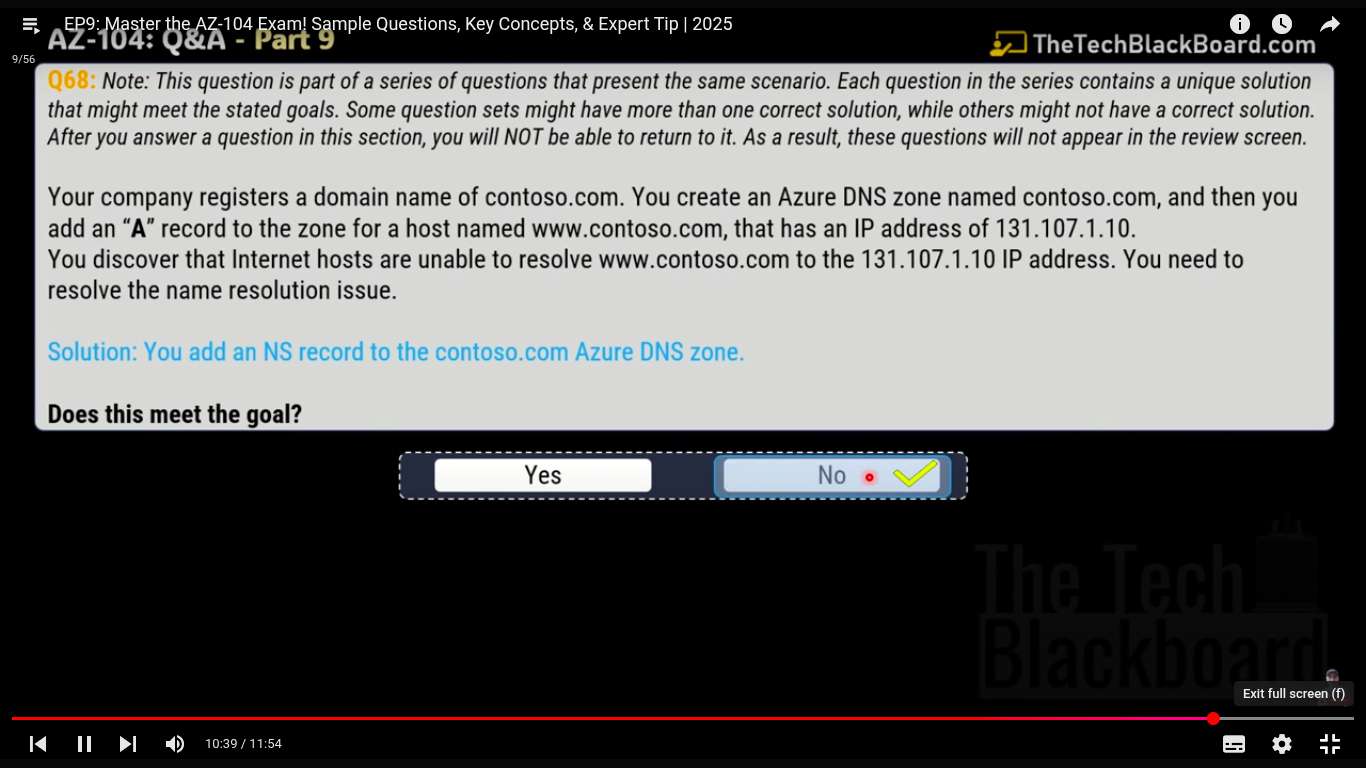 EP9: Master the AZ-104 Exam! Sample Questions, Key Concepts, & Expert Tip | 2025
9/56
AZ-104: Q&A - Part 9
TheTechBlackBoard.com
Q68: Note: This question is part of a series of questions that present the same scenario. Each question in the series contains a unique solution
that might meet the stated goals. Some question sets might have more than one correct solution, while others might not have a correct solution.
After you answer a question in this section, you will NOT be able to return to it. As a result, these questions will not appear in the review screen.
Your company registers a domain name of contoso.com. You create an Azure DNS zone named contoso.com, and then you
add an “A” record to the zone for a host named www.contoso.com, that has an IP address of 131.107.1.10.
You discover that Internet hosts are unable to resolve www.contoso.com to the 131.107.1.10 IP address. You need to
resolve the name resolution issue.
Solution: You add an NS record to the contoso.com Azure DNS zone.
Does this meet the goal?
Yes
No
The Tech
Blackboard
Exit full screen (f)
10:39 / 11:54